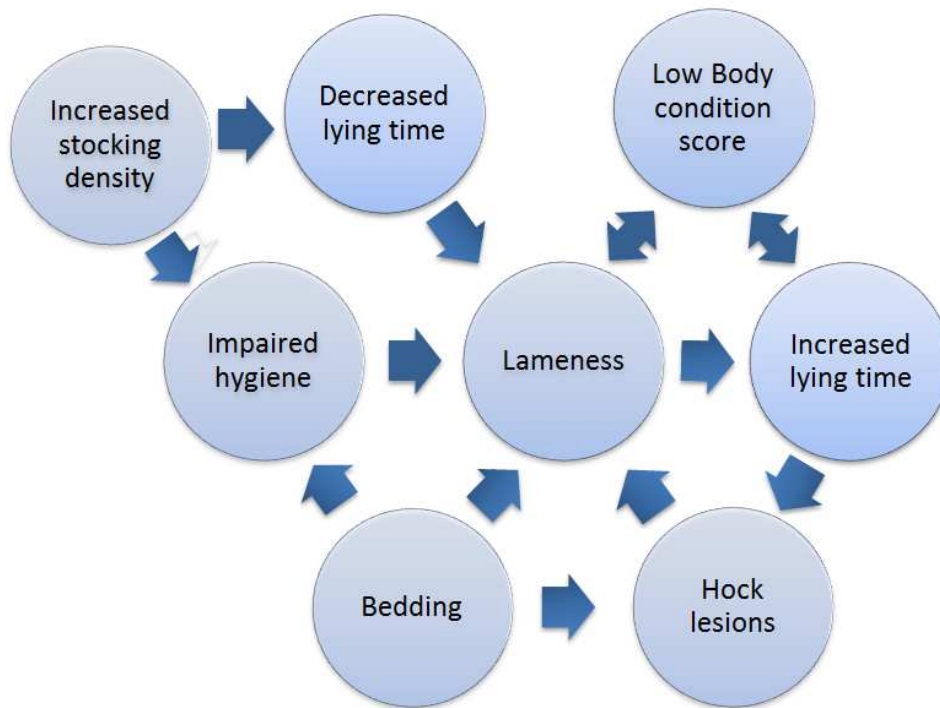 Increased
stocking
density
Decreased
lying time
Low Body
condition
score
Impaired
hygiene
Lameness
Increased
lying time
Bedding
Hock
lesions